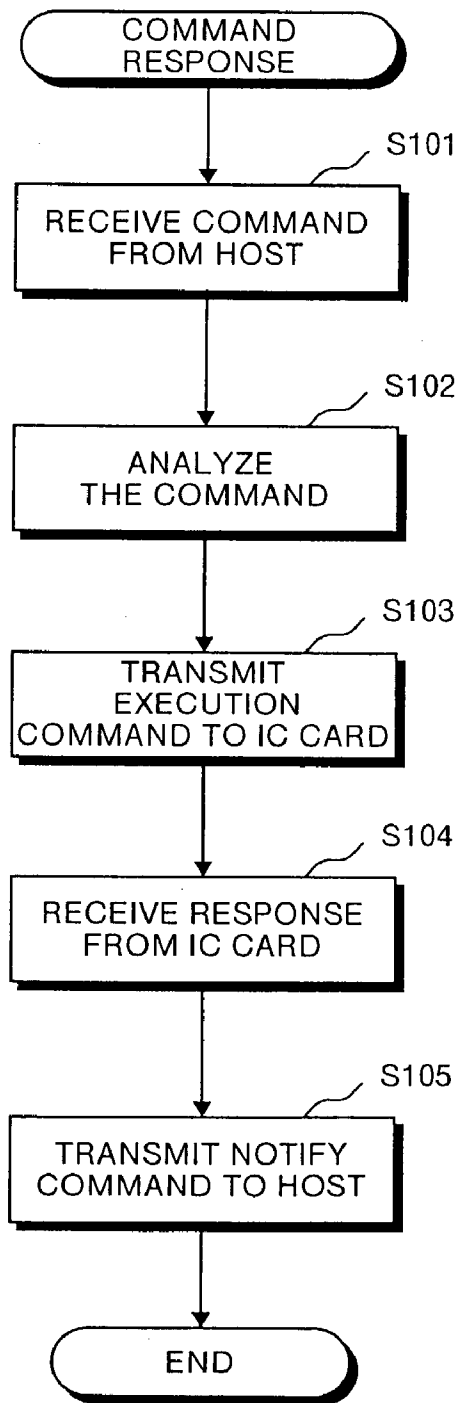 COMMAND
RESPONSE
S101
RECEIVE COMMAND
FROM HOST
S102
ANALYZE
THE COMMAND
S103
TRANSMIT
EXECUTION
COMMAND TO IC CARD
S104
RECEIVE RESPONSE
FROM IC CARD
S105
TRANSMIT NOTIFY
COMMAND TO HOST
END